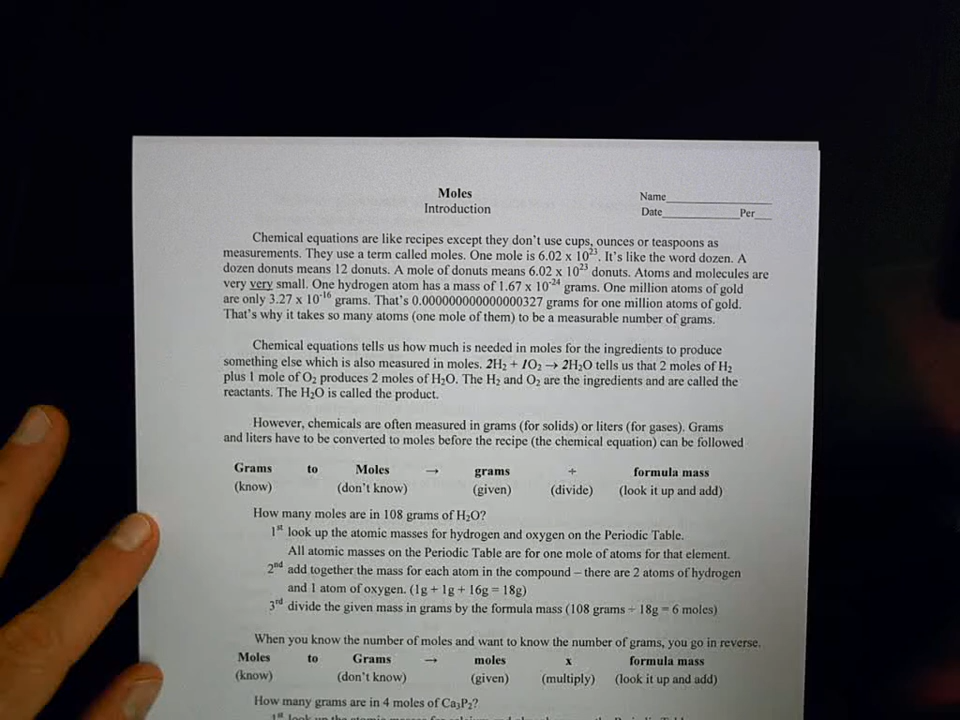 Moles
Introduction
Name
Date Per
Chemical equations are like recipes except they don't use cups, ounces or teaspoons as
measurements. They use a term called moles. One mole is 6.02 x 10²³. It's like the word dozen. A
dozen donuts means 12 donuts. A mole of donuts means 6.02 x 10²³ donuts. Atoms and molecules are
very very small. One hydrogen atom has a mass of 1.67 x 10⁻²⁴ grams. One million atoms of gold
are only 3.27 x 10⁻¹⁶ grams. That's 0.000000000000000327 grams for one million atoms of gold.
That's why it takes so many atoms (one mole of them) to be a measurable number of grams.
Chemical equations tells us how much is needed in moles for the ingredients to produce
something else which is also measured in moles. 2H₂ + 1O₂ → 2H₂O tells us that 2 moles of H₂
plus 1 mole of O₂ produces 2 moles of H₂O. The H₂ and O₂ are the ingredients and are called the
reactants. The H₂O is called the product.
However, chemicals are often measured in grams (for solids) or liters (for gases). Grams
and liters have to be converted to moles before the recipe (the chemical equation) can be followed
Grams to Moles → grams ÷ formula mass
(know) (don't know) (given) (divide) (look it up and add)
How many moles are in 108 grams of H₂O?
1st look up the atomic masses for hydrogen and oxygen on the Periodic Table.
All atomic masses on the Periodic Table are for one mole of atoms for that element.
2nd add together the mass for each atom in the compound – there are 2 atoms of hydrogen
and 1 atom of oxygen. (1g + 1g + 16g = 18g)
3rd divide the given mass in grams by the formula mass (108 grams ÷ 18g = 6 moles)
When you know the number of moles and want to know the number of grams, you go in reverse.
Moles to Grams → moles x formula mass
(know) (don't know) (given) (multiply) (look it up and add)
How many grams are in 4 moles of Ca₃P₂?
1st look up the atomic masses for